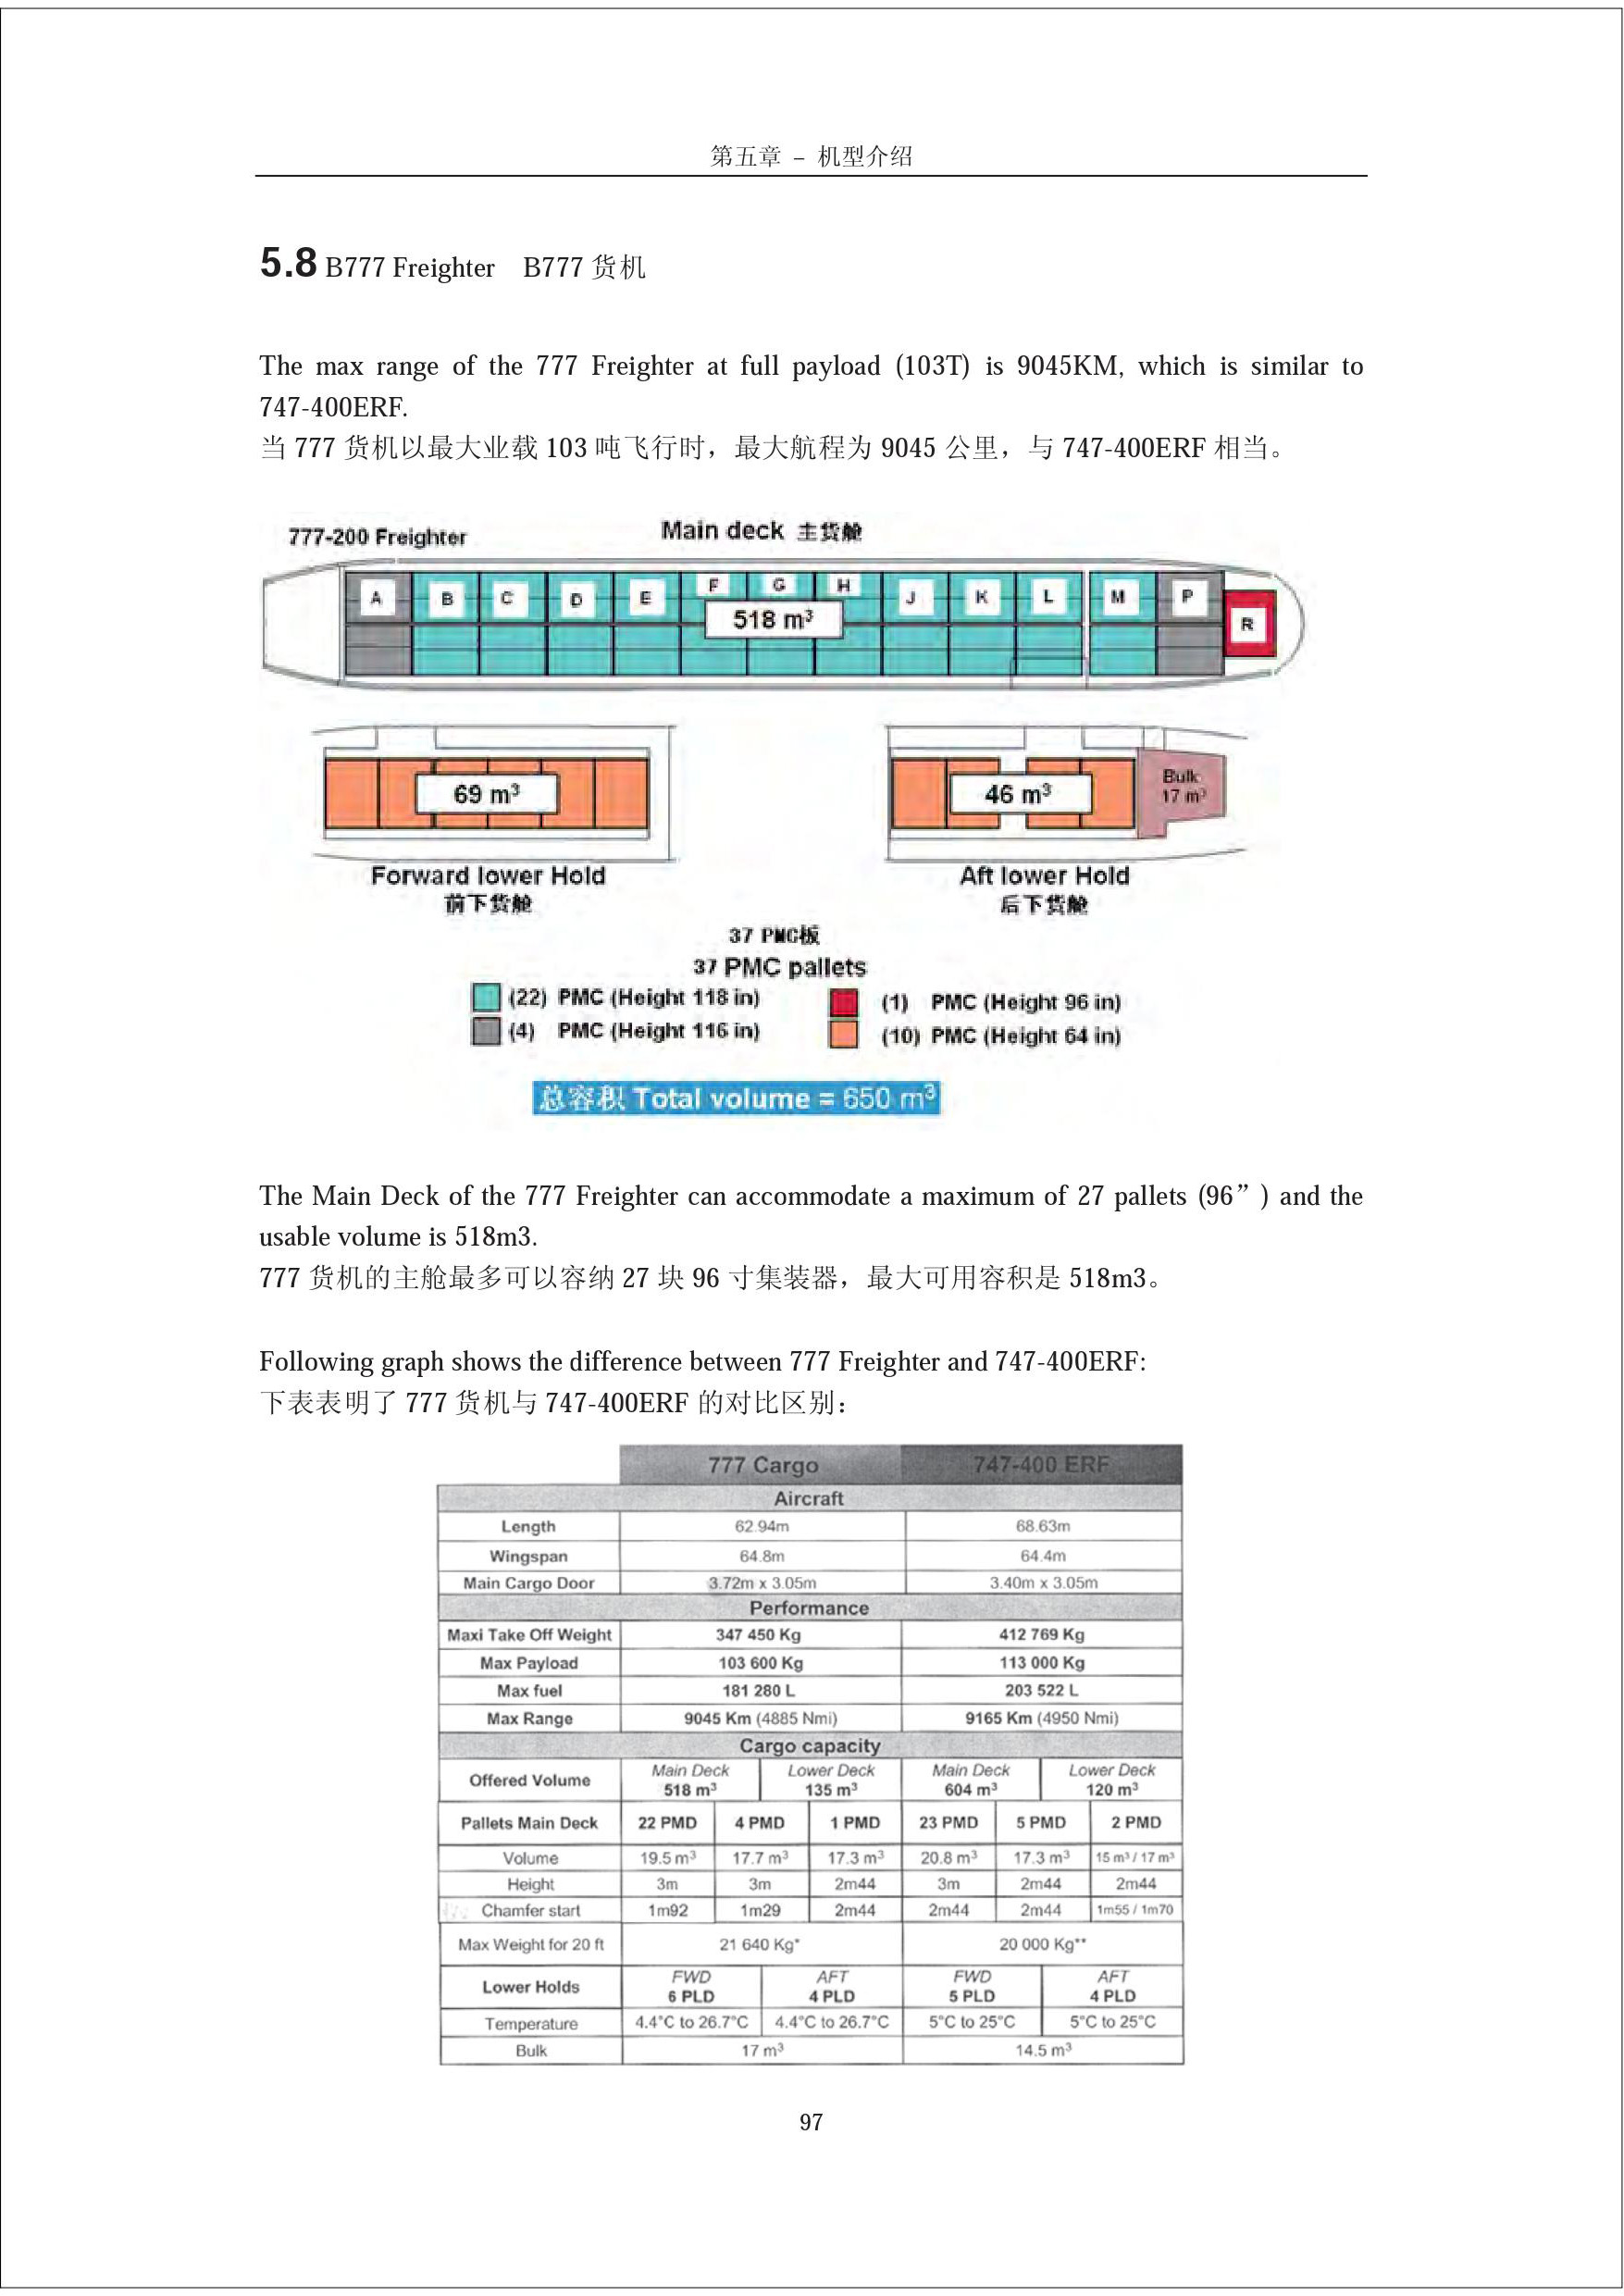 第五章 – 机型介绍
5.8 B777 Freighter B777 货机
The max range of the 777 Freighter at full payload (103T) is 9045KM, which is similar to
747-400ERF.
当 777 货机以最大业载 103 吨飞行时，最大航程为 9045 公里，与 747-400ERF 相当。
777-200 Freighter
Main deck 主货舱
A B C D E F G H J K L M P R
518 m³
69 m³
46 m³
Bulk
17 m³
Forward lower Hold
前下货舱
Aft lower Hold
后下货舱
37 PMC板
37 PMC pallets
(22) PMC (Height 118 in)
(1) PMC (Height 96 in)
(4) PMC (Height 116 in)
(10) PMC (Height 64 in)
总容积 Total volume = 650 m³
The Main Deck of the 777 Freighter can accommodate a maximum of 27 pallets (96”) and the
usable volume is 518m3.
777 货机的主舱最多可以容纳 27 块 96 寸集装器，最大可用容积是 518m3。
Following graph shows the difference between 777 Freighter and 747-400ERF:
下表表明了 777 货机与 747-400ERF 的对比区别：
777 Cargo 747-400 ERF
Aircraft
Length 62.94m 68.63m
Wingspan 64.8m 64.4m
Main Cargo Door 3.72m x 3.05m 3.40m x 3.05m
Performance
Maxi Take Off Weight 347 450 Kg 412 769 Kg
Max Payload 103 600 Kg 113 000 Kg
Max fuel 181 280 L 203 522 L
Max Range 9045 Km (4885 Nmi) 9165 Km (4950 Nmi)
Cargo capacity
Offered Volume Main Deck 518 m³ Lower Deck 135 m³ Main Deck 604 m³ Lower Deck 120 m³
Pallets Main Deck 22 PMD 4 PMD 1 PMD 23 PMD 5 PMD 2 PMD
Volume 19.5 m³ 17.7 m³ 17.3 m³ 20.8 m³ 17.3 m³ 15 m³ / 17 m³
Height 3m 3m 2m44 3m 2m44 2m44
Chamfer start 1m92 1m29 2m44 2m44 2m44 1m55 / 1m70
Max Weight for 20 ft 21 640 Kg* 20 000 Kg**
Lower Holds FWD 6 PLD AFT 4 PLD FWD 5 PLD AFT 4 PLD
Temperature 4.4°C to 26.7°C 4.4°C to 26.7°C 5°C to 25°C 5°C to 25°C
Bulk 17 m³ 14.5 m³
97